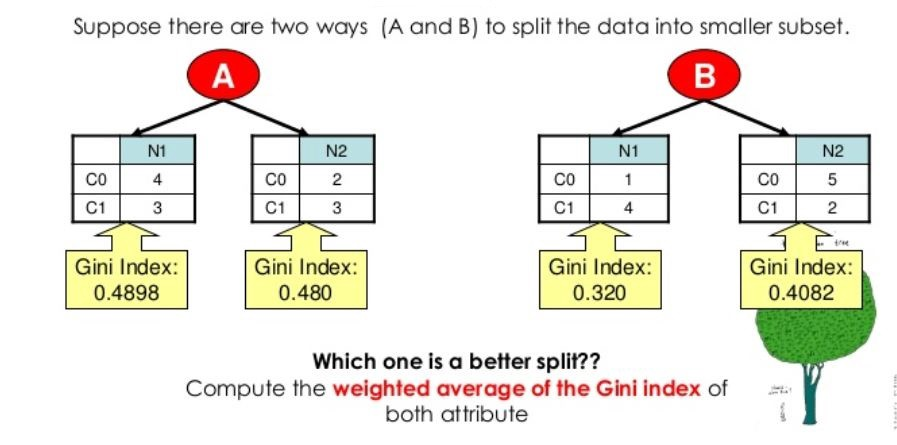 Suppose there are two ways (A and B) to split the data into smaller subset.
A
B
N1
C0 4
C1 3
N2
C0 2
C1 3
N1
C0 1
C1 4
N2
C0 5
C1 2
Gini Index:
0.4898
Gini Index:
0.480
Gini Index:
0.320
Gini Index:
0.4082
tree
Which one is a better split??
Compute the weighted average of the Gini index of
both attribute